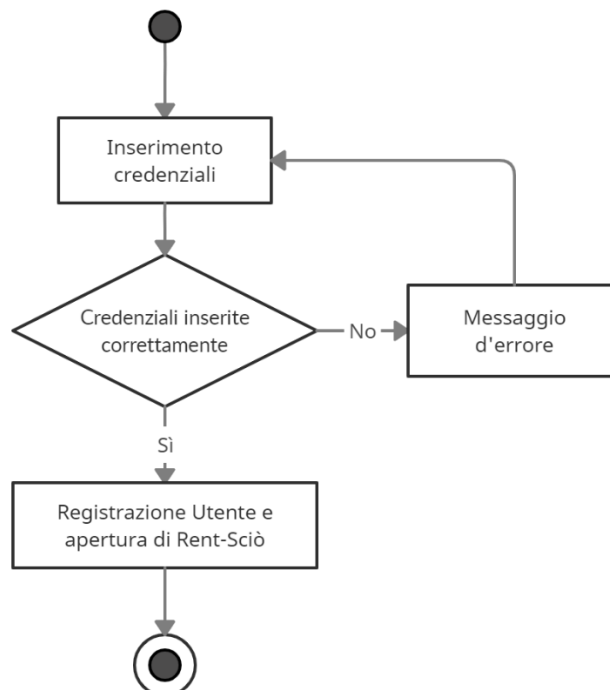 Inserimento
credenziali
Credenziali inserite
correttamente
No
Messaggio
d'errore
Sì
Registrazione Utente e
apertura di Rent-Sciò